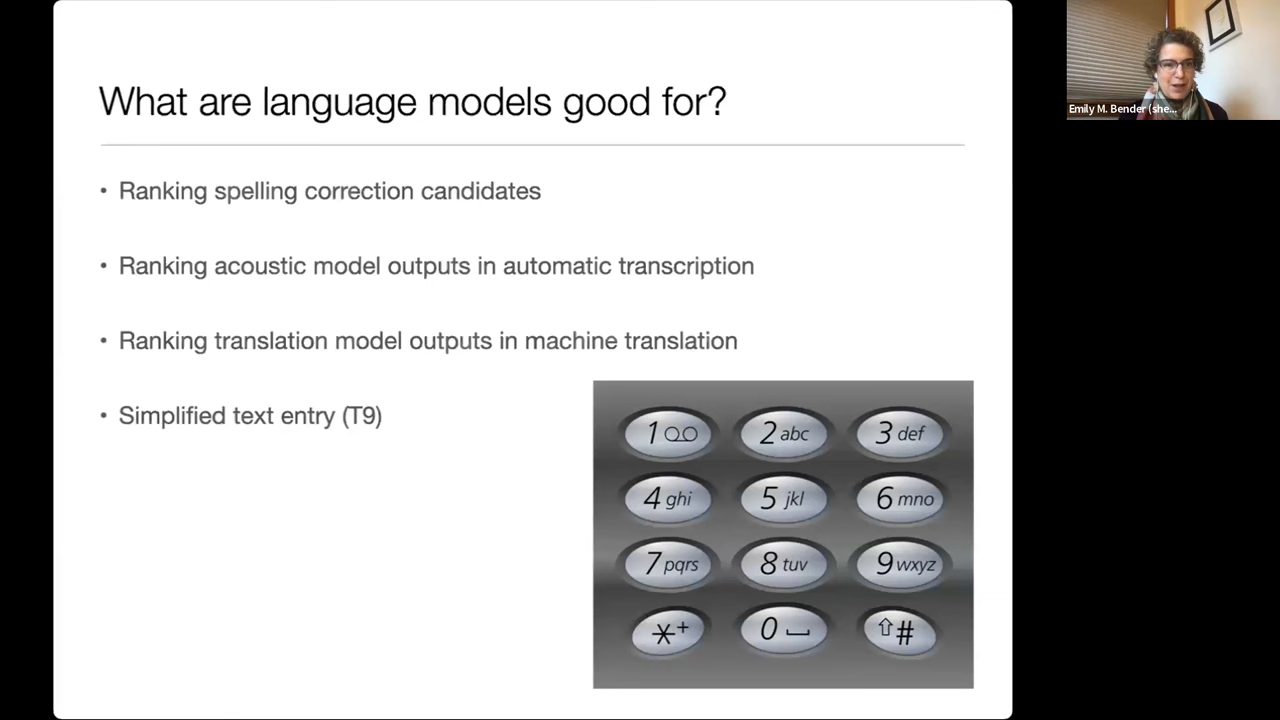 What are language models good for?
• Ranking spelling correction candidates
• Ranking acoustic model outputs in automatic transcription
• Ranking translation model outputs in machine translation
• Simplified text entry (T9)
1
2 abc
3 def
4 ghi
5 jkl
6 mno
7 pqrs
8 tuv
9 wxyz
*+
0
⇧#
Emily M. Bender (she...